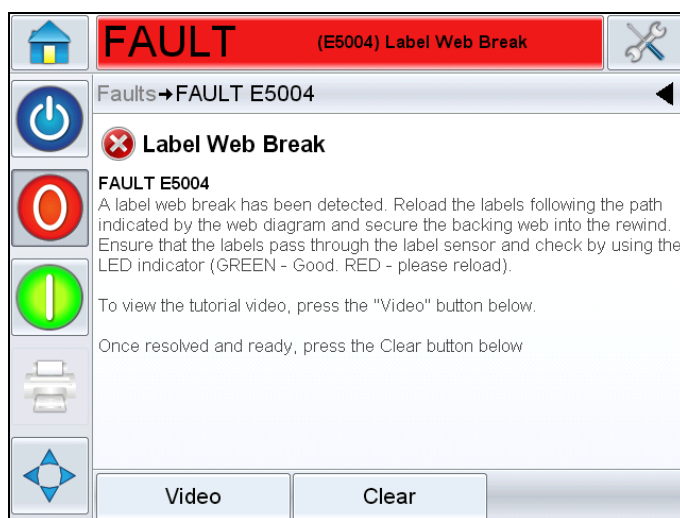 FAULT (E5004) Label Web Break
Faults→FAULT E5004
Label Web Break
FAULT E5004
A label web break has been detected. Reload the labels following the path
indicated by the web diagram and secure the backing web into the rewind.
Ensure that the labels pass through the label sensor and check by using the
LED indicator (GREEN - Good. RED - please reload).
To view the tutorial video, press the "Video" button below.
Once resolved and ready, press the Clear button below
Video Clear